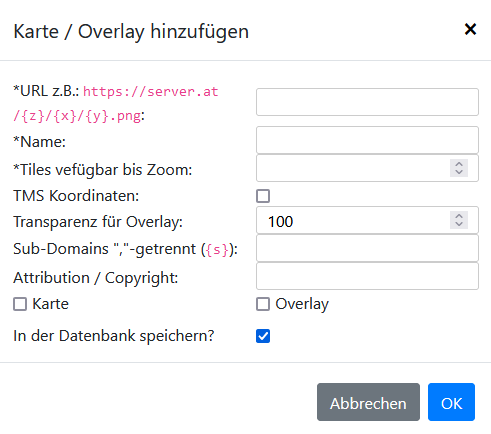 Karte / Overlay hinzufügen ×
*URL z.B.: https://server.at
/{z}/{x}/{y}.png:
*Name:
*Tiles vefügbar bis Zoom:
TMS Koordinaten:
Transparenz für Overlay: 100
Sub-Domains ","-getrennt ({s}):
Attribution / Copyright:
Karte Overlay
In der Datenbank speichern?
Abbrechen OK